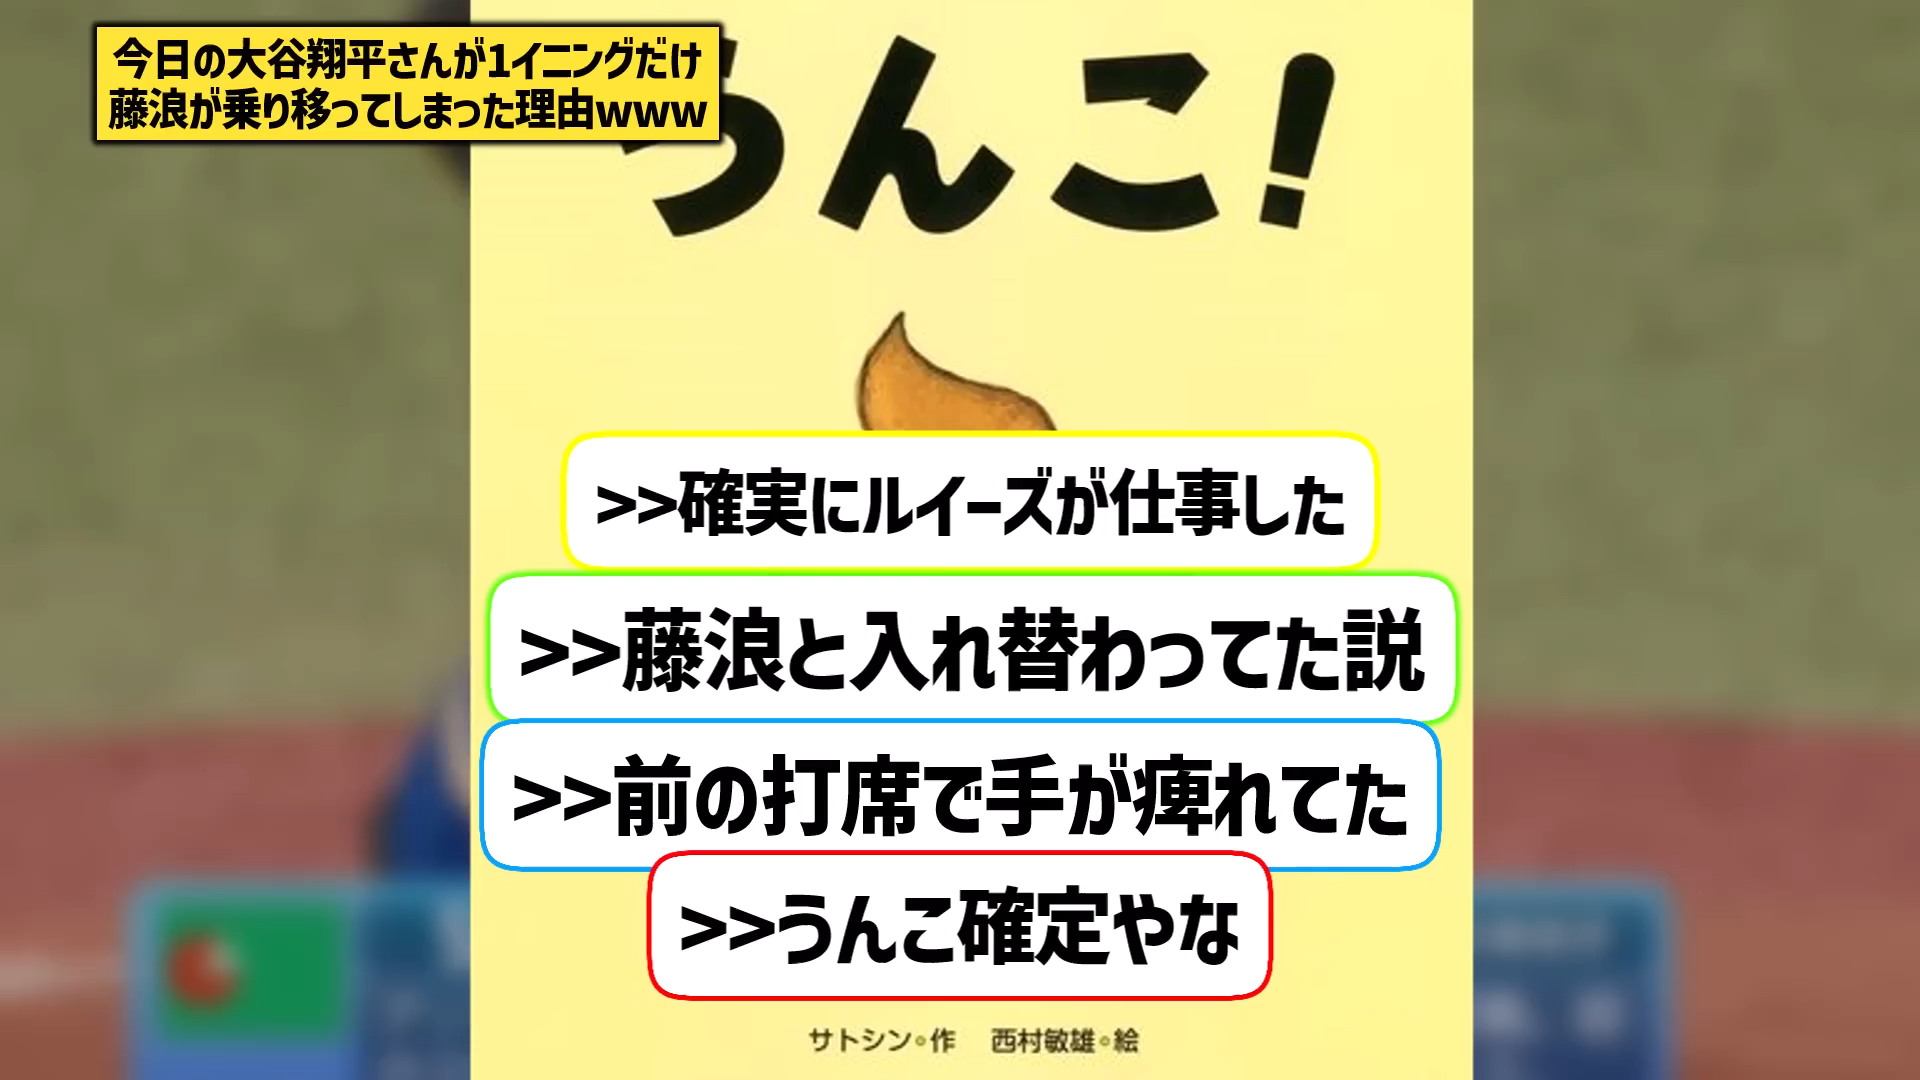 今日の大谷翔平さんが1イニングだけ
藤浪が乗り移ってしまった理由www
うんこ!
>>確実にルイーズが仕事した
>>藤浪と入れ替わってた説
>>前の打席で手が痺れてた
>>うんこ確定やな
サトシン◦作 西村敏雄◦絵